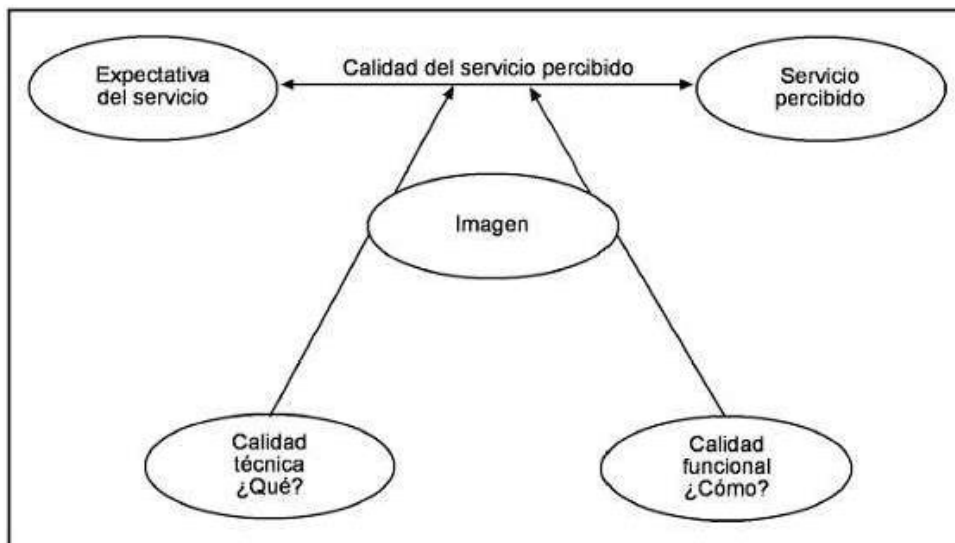 Expectativa
del servicio
Calidad del servicio percibido
Servicio
percibido
Imagen
Calidad
técnica
¿Qué?
Calidad
funcional
¿Cómo?